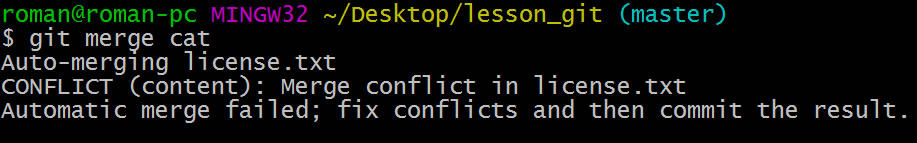 roman@roman-pc MINGW32 ~/Desktop/lesson_git (master)
$ git merge cat
Auto-merging license.txt
CONFLICT (content): Merge conflict in license.txt
Automatic merge failed; fix conflicts and then commit the result.